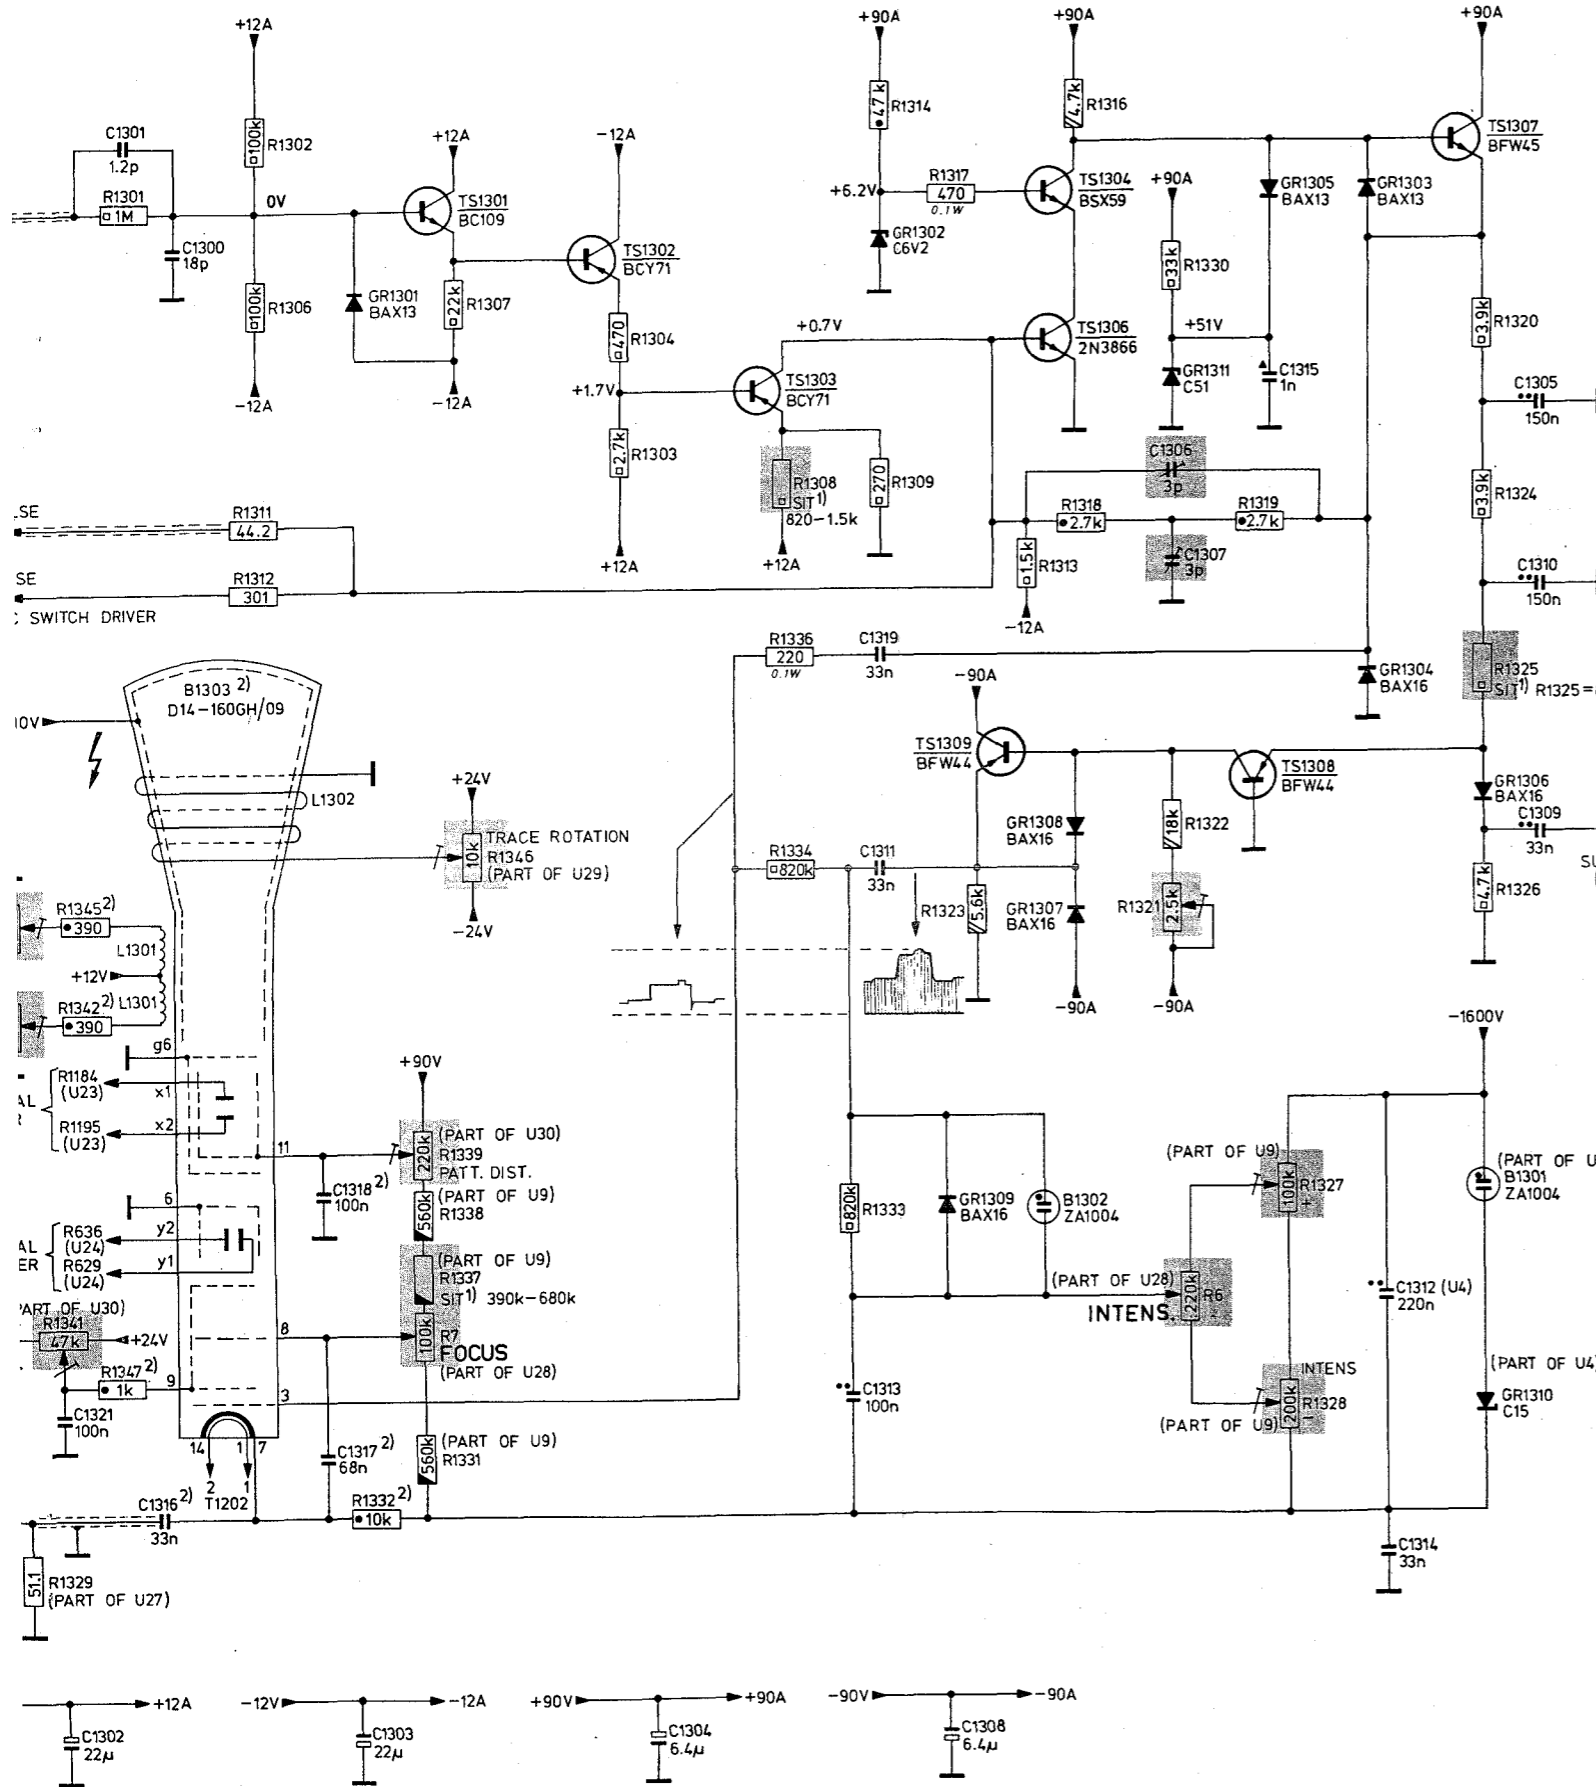 +12A
+90A
+90A
+90A
C1301
1.2p
R1301
1M
100k
R1302
C1300
18p
0V
100k
R1306
-12A
+12A
TS1301
BC109
GR1301
BAX13
22k
R1307
-12A
-12A
TS1302
BCY71
470
R1304
+1.7V
2.7k
R1303
+12A
+0.7V
TS1303
BCY71
R1308
SIT1)
820-1.5k
+12A
270
R1309
47k
R1314
+6.2V
R1317
470
0.1W
GR1302
C6V2
4.7k
R1316
TS1304
BSX59
TS1306
2N3866
+90A
33k
R1330
+51V
GR1311
C51
GR1305
BAX13
C1315
1n
GR1303
BAX13
TS1307
BFW45
3.9k
R1320
C1305
150n
3.9k
R1324
C1310
150n
C1306
3p
R1318
2.7k
R1319
2.7k
C1307
3p
1.5k
R1313
-12A
LSE
R1311
44.2
SE
R1312
301
C SWITCH DRIVER
R1336
220
0.1W
C1319
33n
GR1304
BAX16
R1325
SIT1) R1325=
B1303 2)
D14-160GH/09
L1302
-90A
TS1309
BFW44
TS1308
BFW44
GR1306
BAX16
C1309
33n
4.7k
R1326
SU
+24V
10k
TRACE ROTATION
R1346
(PART OF U29)
-24V
R1334
820k
C1311
33n
R1323
5.6k
GR1308
BAX16
GR1307
BAX16
-90A
18k
R1322
R1321
2.5k
-90A
R1345 2)
390
L1301
+12V
L1301
R1342 2)
390
g6
R1184
(U23)
x1
R1195
(U23)
x2
11
6
R636
(U24)
y2
R629
(U24)
y1
+90V
220k
(PART OF U30)
R1339
PATT. DIST.
C1318 2)
100n
560k
(PART OF U9)
R1338
(PART OF U9)
R1337
SIT1) 390k-680k
100k
R7
FOCUS
(PART OF U28)
560k
(PART OF U9)
R1331
8
9
3
R1341
47k
+24V
R1347 2)
1k
C1321
100n
14
1
7
2
1
T1202
C1317 2)
68n
C1316 2)
33n
R1332 2)
10k
51.1
R1329
(PART OF U27)
820k
R1333
GR1309
BAX16
B1302
ZA1004
C1313
100n
(PART OF U28)
INTENS.
220k
R6
(PART OF U9)
100k
R1327
+
INTENS
200k
R1328
-
(PART OF U9)
-1600V
(PART OF U
B1301
ZA1004
C1312 (U4)
220n
(PART OF U4)
GR1310
C15
C1314
33n
+12A
C1302
22µ
-12V
-12A
C1303
22µ
+90V
+90A
C1304
6.4µ
-90V
-90A
C1308
6.4µ